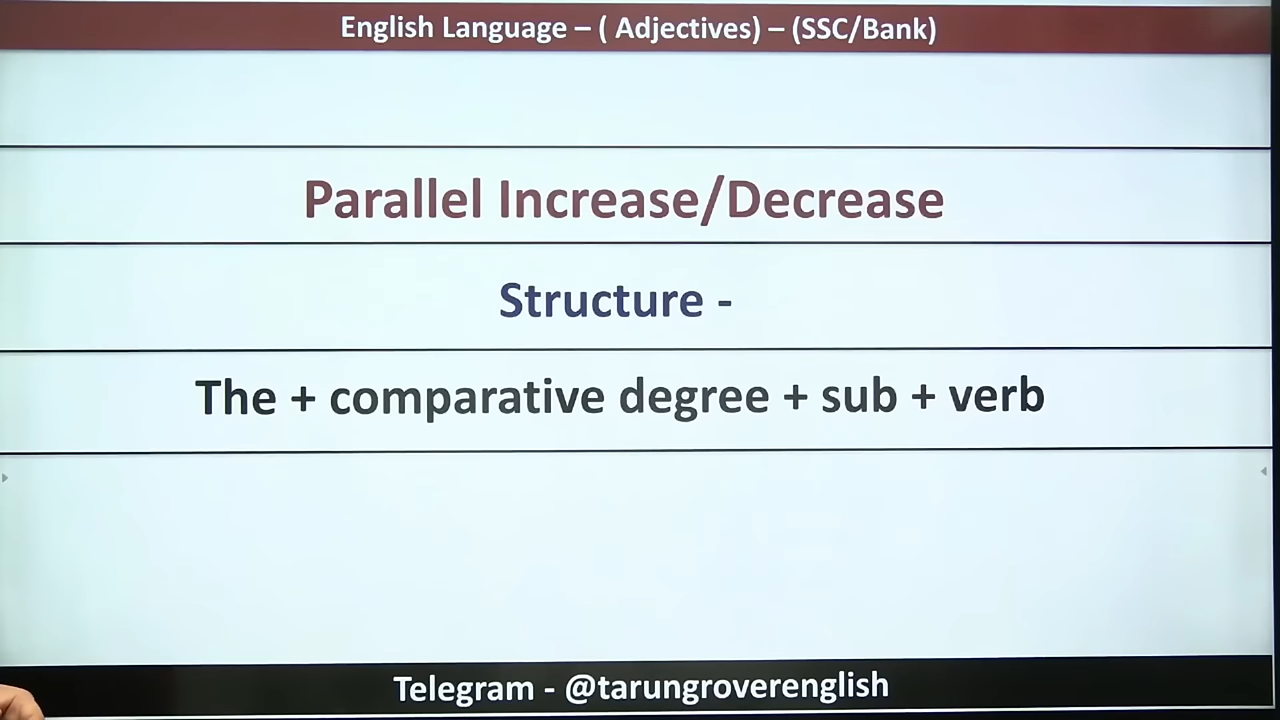 English Language – ( Adjectives) – (SSC/Bank)
Parallel Increase/Decrease
Structure -
The + comparative degree + sub + verb
Telegram - @tarungroverenglish